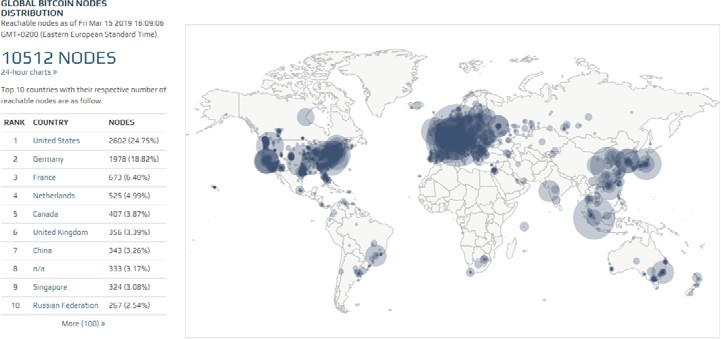 GLOBAL BITCOIN NODES
DISTRIBUTION
Reachable nodes as of Fri Mar 15 2019 16:09:06
GMT+0200 (Eastern European Standard Time).
10512 NODES
24-hour charts »
Top 10 countries with their respective number of
reachable nodes are as follow.
RANK COUNTRY NODES
1 United States 2602 (24.75%)
2 Germany 1978 (18.82%)
3 France 673 (6.40%)
4 Netherlands 525 (4.99%)
5 Canada 407 (3.87%)
6 United Kingdom 356 (3.39%)
7 China 343 (3.26%)
8 n/a 333 (3.17%)
9 Singapore 324 (3.08%)
10 Russian Federation 267 (2.54%)
More (100) »